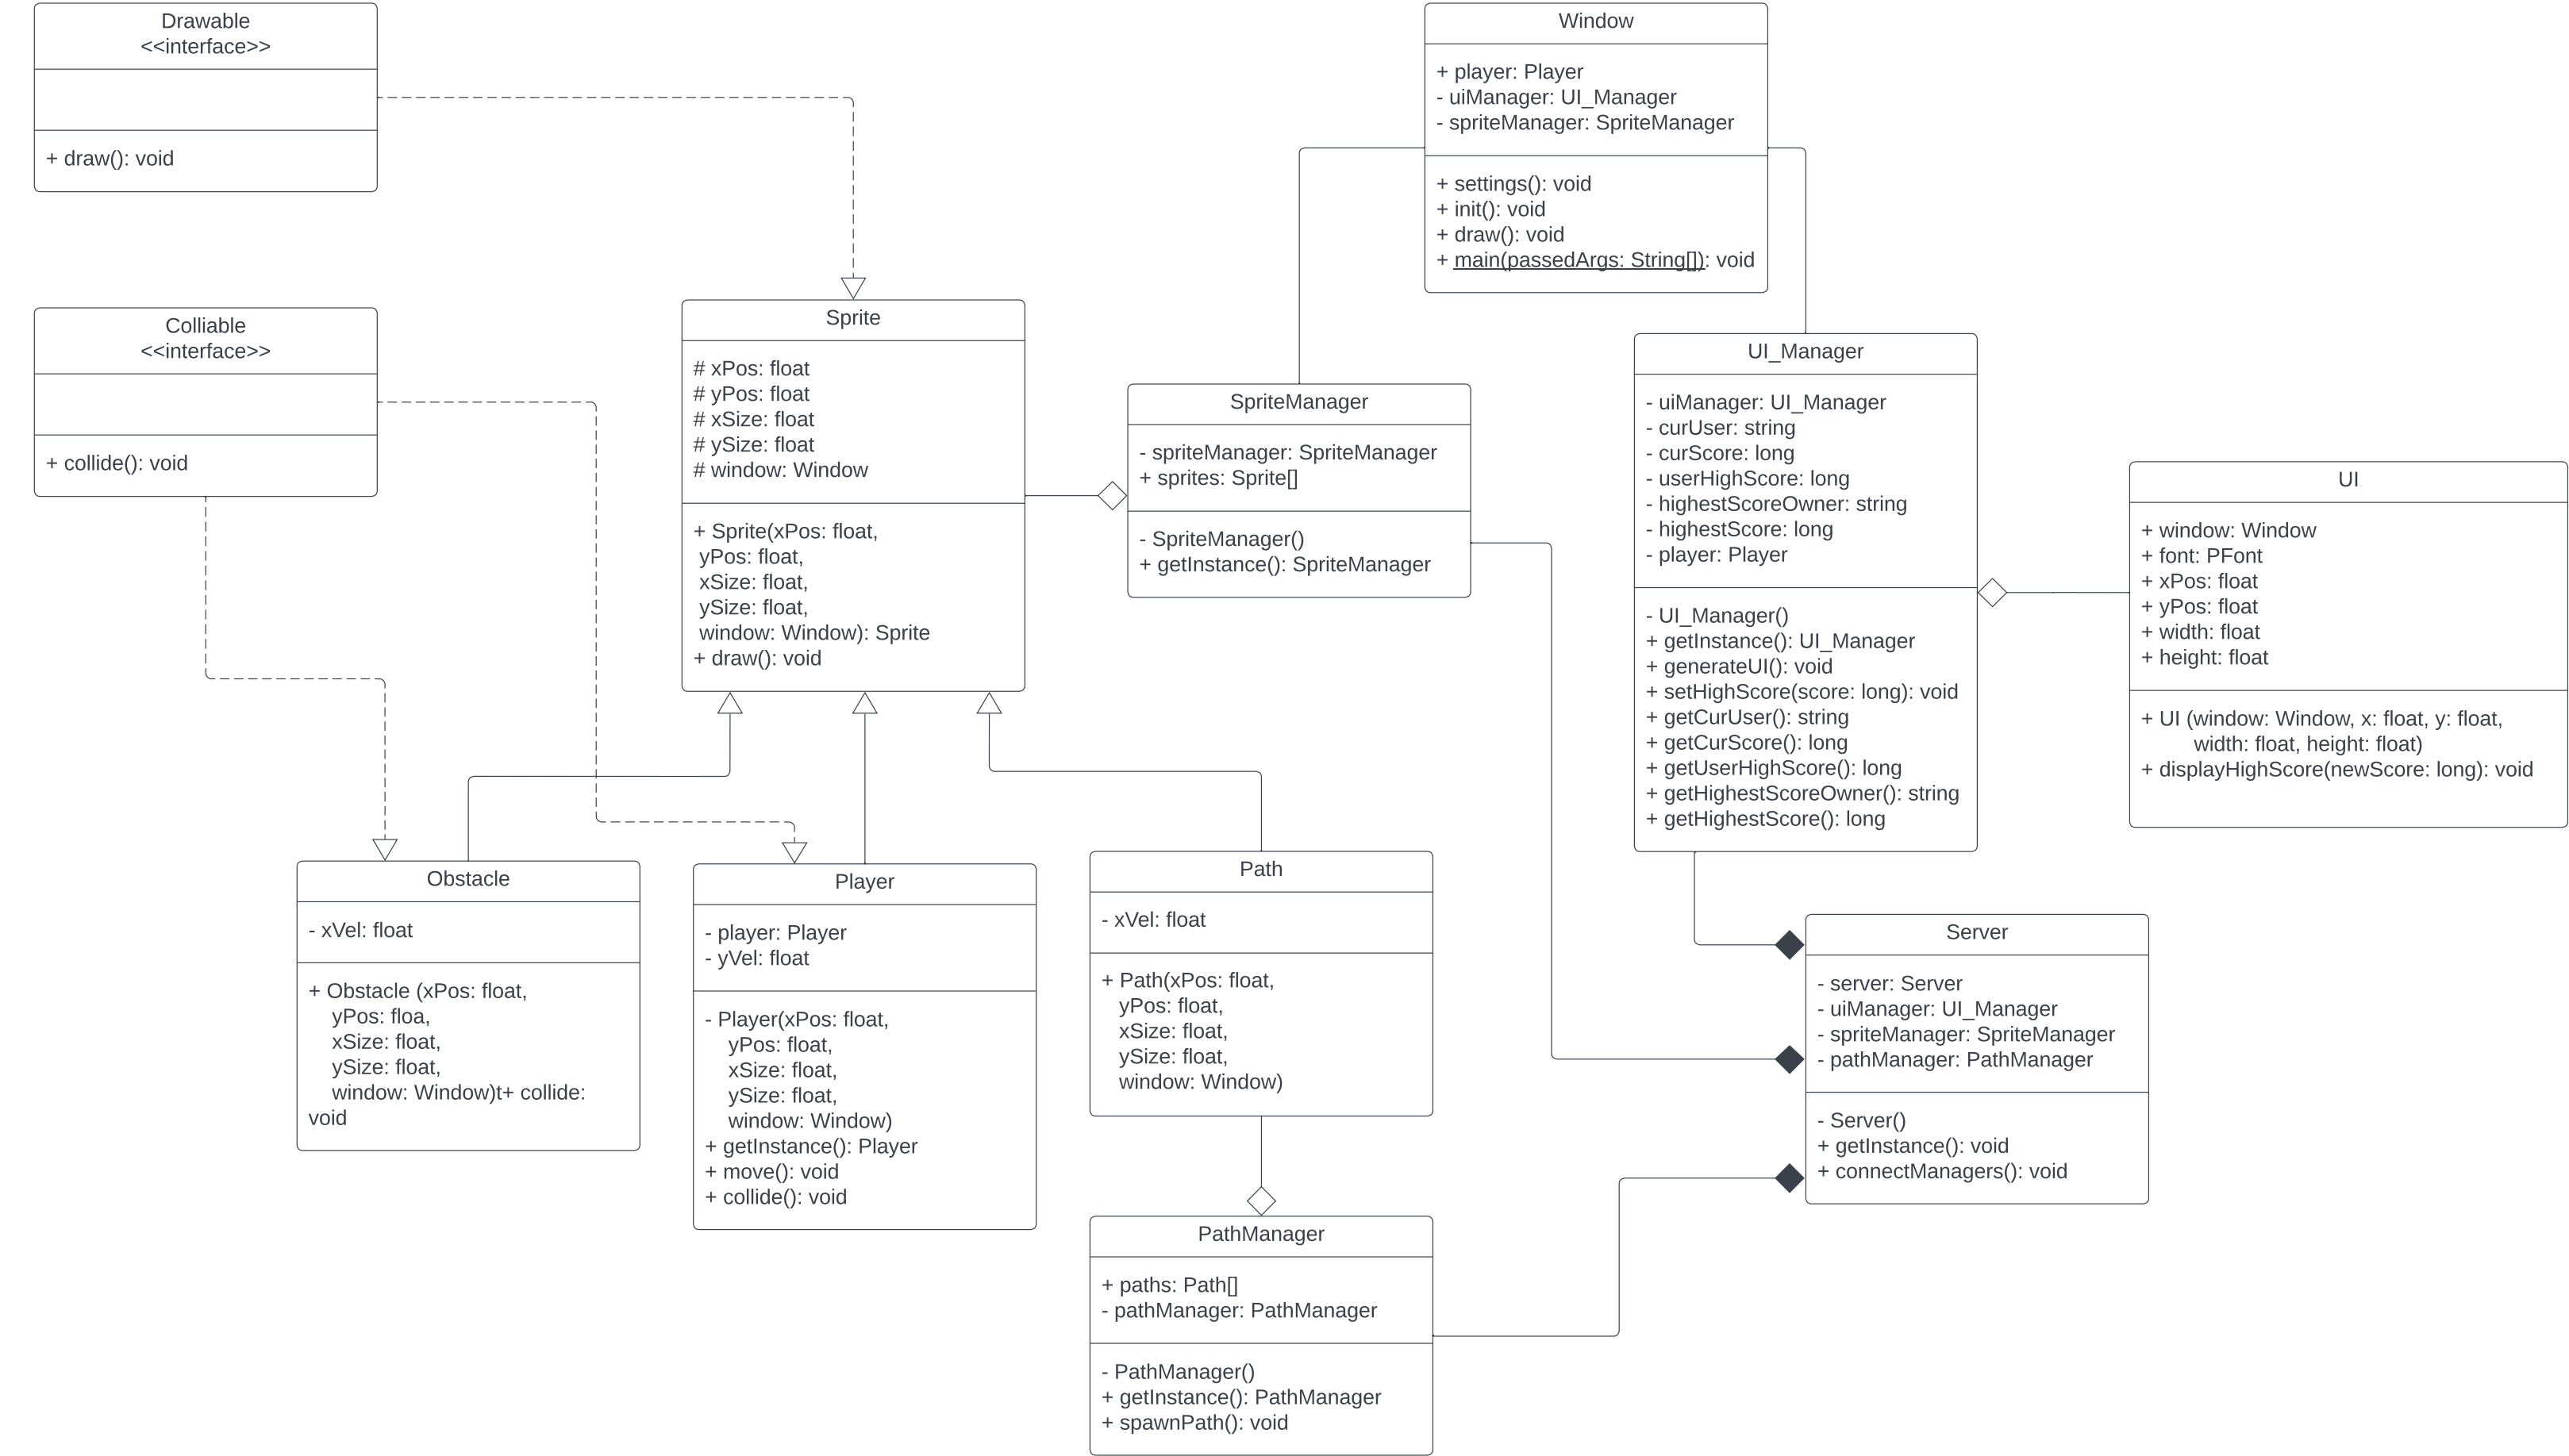 Drawable
<<interface>>
+ draw(): void
Colliable
<<interface>>
+ collide(): void
Sprite
# xPos: float
# yPos: float
# xSize: float
# ySize: float
# window: Window
+ Sprite(xPos: float,
yPos: float,
xSize: float,
ySize: float,
window: Window): Sprite
+ draw(): void
Window
+ player: Player
- uiManager: UI_Manager
- spriteManager: SpriteManager
+ settings(): void
+ init(): void
+ draw(): void
+ main(passedArgs: String[]): void
SpriteManager
- spriteManager: SpriteManager
+ sprites: Sprite[]
- SpriteManager()
+ getInstance(): SpriteManager
UI_Manager
- uiManager: UI_Manager
- curUser: string
- curScore: long
- userHighScore: long
- highestScoreOwner: string
- highestScore: long
- player: Player
- UI_Manager()
+ getInstance(): UI_Manager
+ generateUI(): void
+ setHighScore(score: long): void
+ getCurUser(): string
+ getCurScore(): long
+ getUserHighScore(): long
+ getHighestScoreOwner(): string
+ getHighestScore(): long
UI
+ window: Window
+ font: PFont
+ xPos: float
+ yPos: float
+ width: float
+ height: float
+ UI (window: Window, x: float, y: float,
width: float, height: float)
+ displayHighScore(newScore: long): void
Obstacle
- xVel: float
+ Obstacle (xPos: float,
yPos: floa,
xSize: float,
ySize: float,
window: Window)t+ collide:
void
Player
- player: Player
- yVel: float
- Player(xPos: float,
yPos: float,
xSize: float,
ySize: float,
window: Window)
+ getInstance(): Player
+ move(): void
+ collide(): void
Path
- xVel: float
+ Path(xPos: float,
yPos: float,
xSize: float,
ySize: float,
window: Window)
Server
- server: Server
- uiManager: UI_Manager
- spriteManager: SpriteManager
- pathManager: PathManager
- Server()
+ getInstance(): void
+ connectManagers(): void
PathManager
+ paths: Path[]
- pathManager: PathManager
- PathManager()
+ getInstance(): PathManager
+ spawnPath(): void